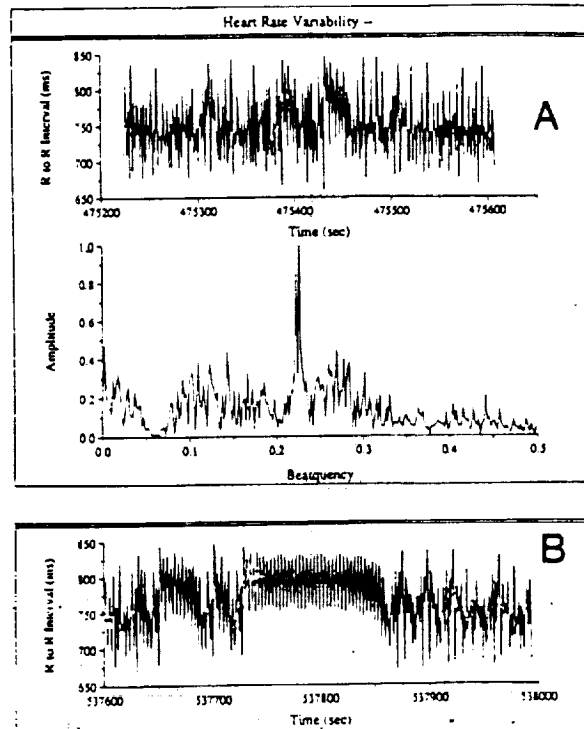 Heart Rate Variability –
850
800
750
700
650
R to R Interval (ms)
A
475200 475300 475400 475500 475600
Time (sec)
1.0
0.8
0.6
0.4
0.2
0.0
Amplitude
0.0 0.1 0.2 0.3 0.4 0.5
Beatquency
850
800
750
700
650
R to R Interval (ms)
B
537600 537700 537800 537900 538000
Time (sec)